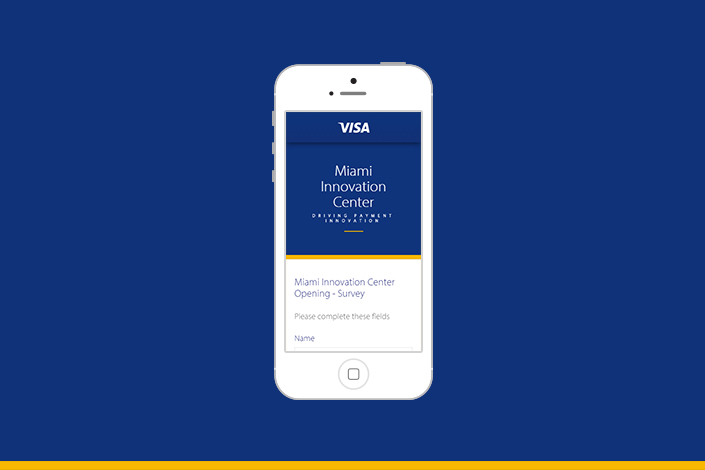 VISA
Miami
Innovation
Center
DRIVING PAYMENT
INNOVATION
Miami Innovation Center
Opening - Survey
Please complete these fields
Name